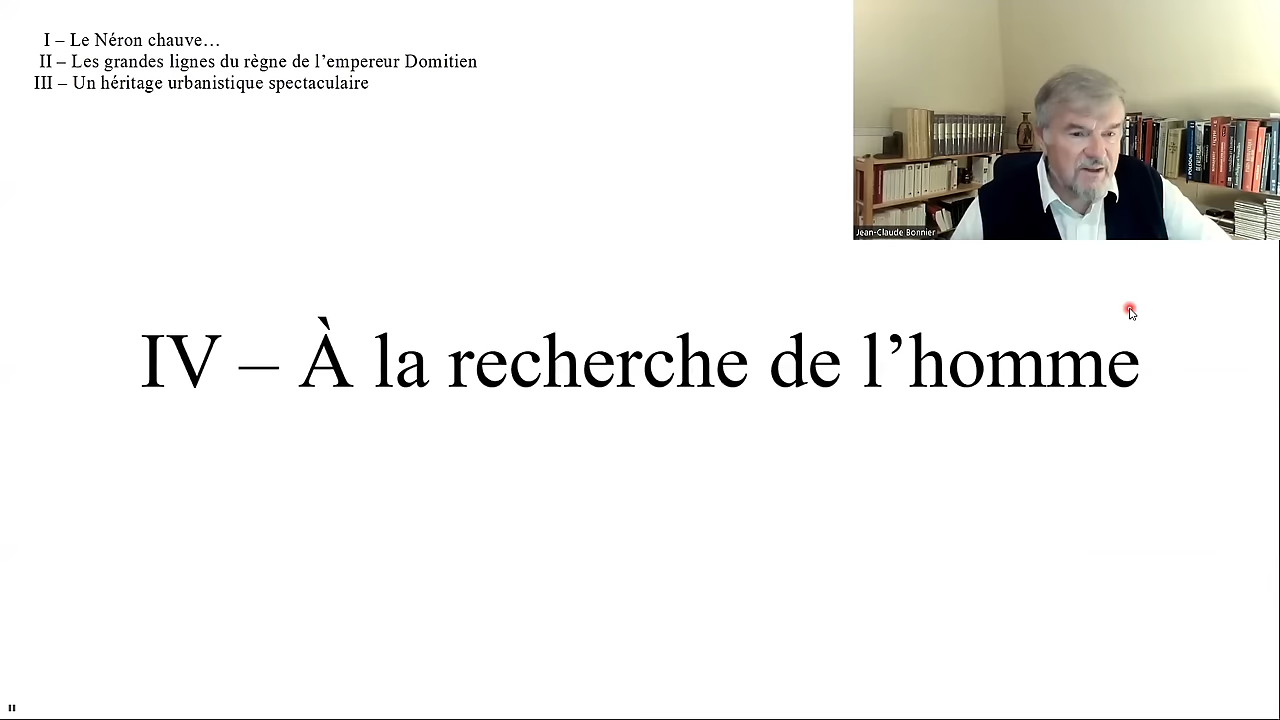 I – Le Néron chauve…
II – Les grandes lignes du règne de l’empereur Domitien
III – Un héritage urbanistique spectaculaire
Jean-Claude Bonnier
IV – À la recherche de l’homme